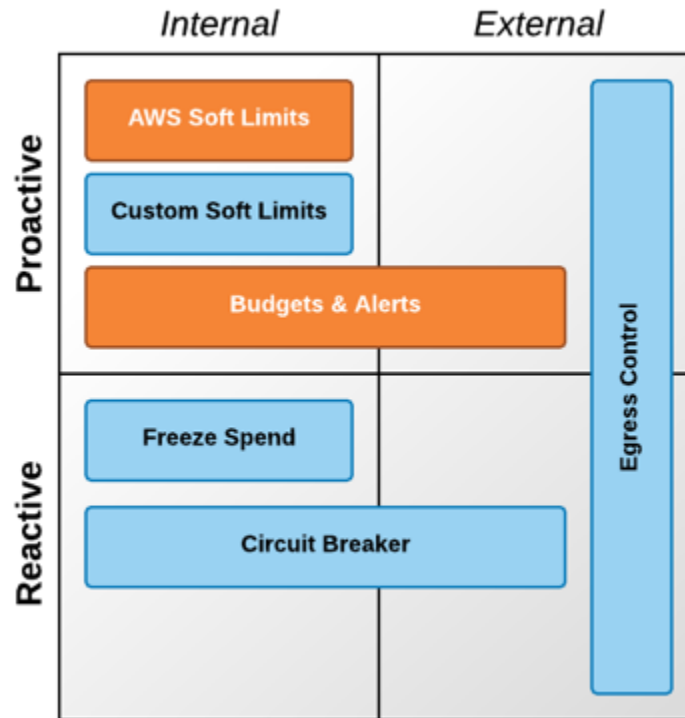 Internal
External
Proactive
AWS Soft Limits
Custom Soft Limits
Budgets & Alerts
Egress Control
Reactive
Freeze Spend
Circuit Breaker